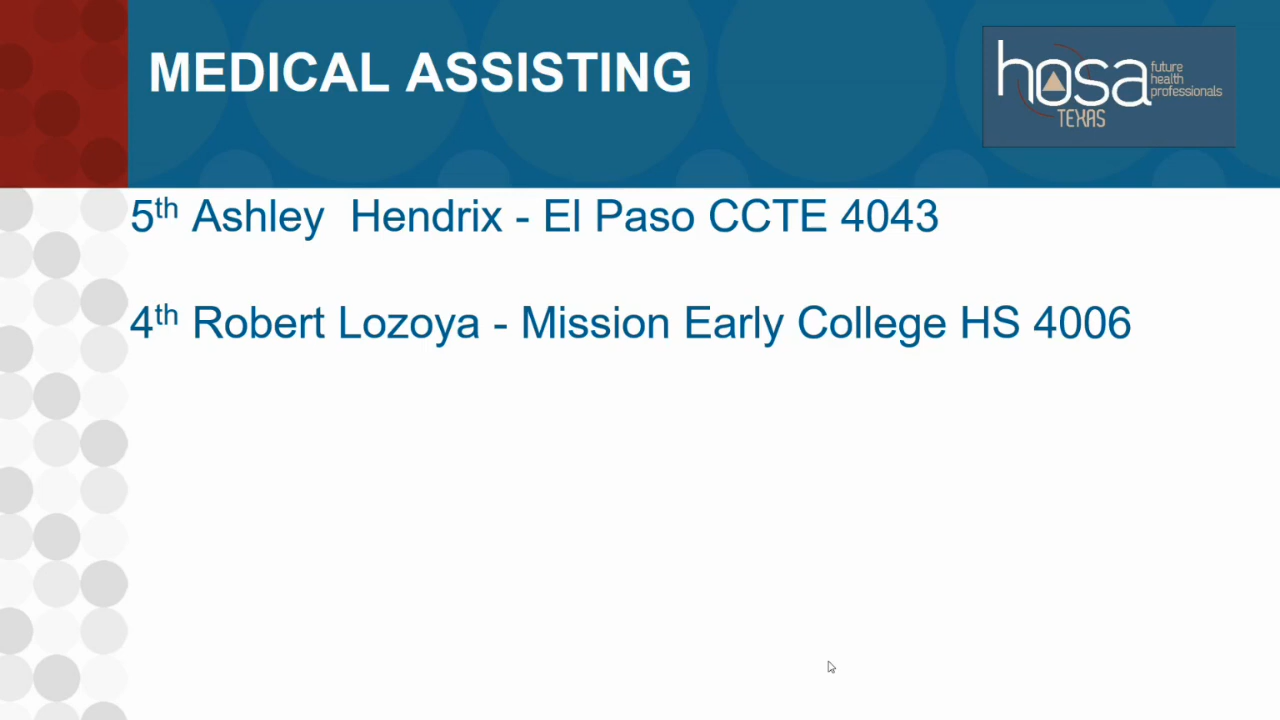 MEDICAL ASSISTING
hosa
future
health
professionals
TEXAS
5th Ashley  Hendrix - El Paso CCTE 4043
4th Robert Lozoya - Mission Early College HS 4006